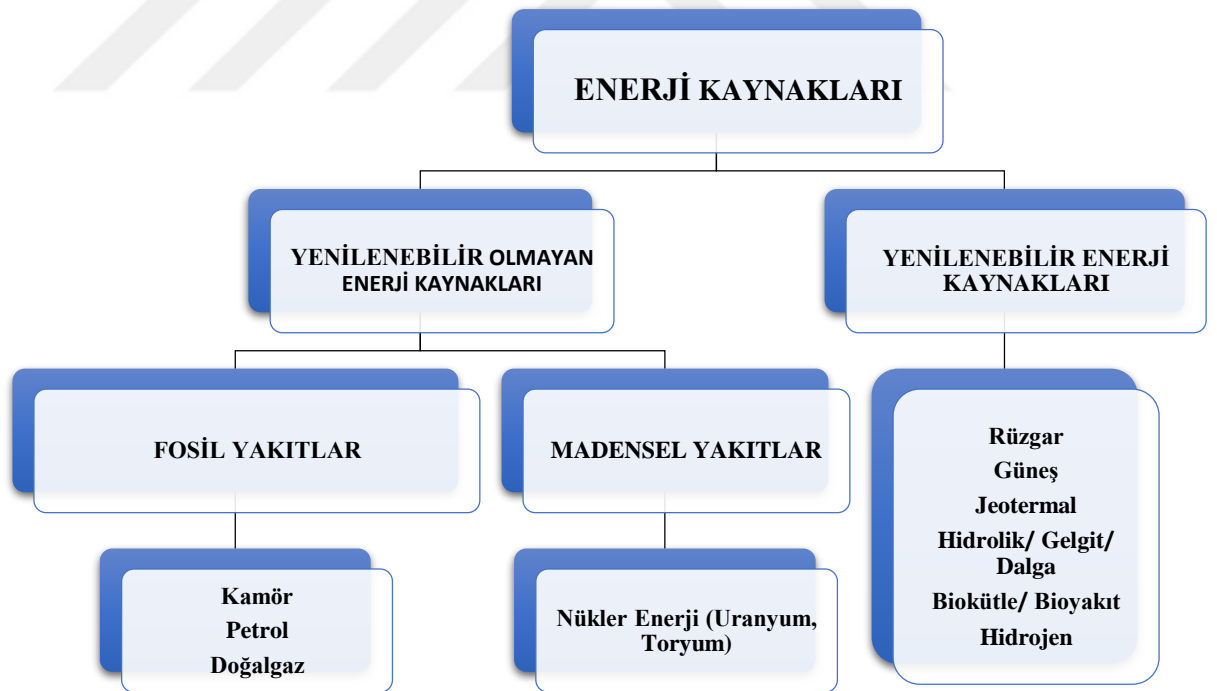 ENERJİ KAYNAKLARI
YENİLENEBİLİR OLMAYAN
ENERJİ KAYNAKLARI
YENİLENEBİLİR ENERJİ
KAYNAKLARI
FOSİL YAKITLAR
MADENSEL YAKITLAR
Kamör
Petrol
Doğalgaz
Nükler Enerji (Uranyum,
Toryum)
Rüzgar
Güneş
Jeotermal
Hidrolik/ Gelgit/
Dalga
Biokütle/ Bioyakıt
Hidrojen